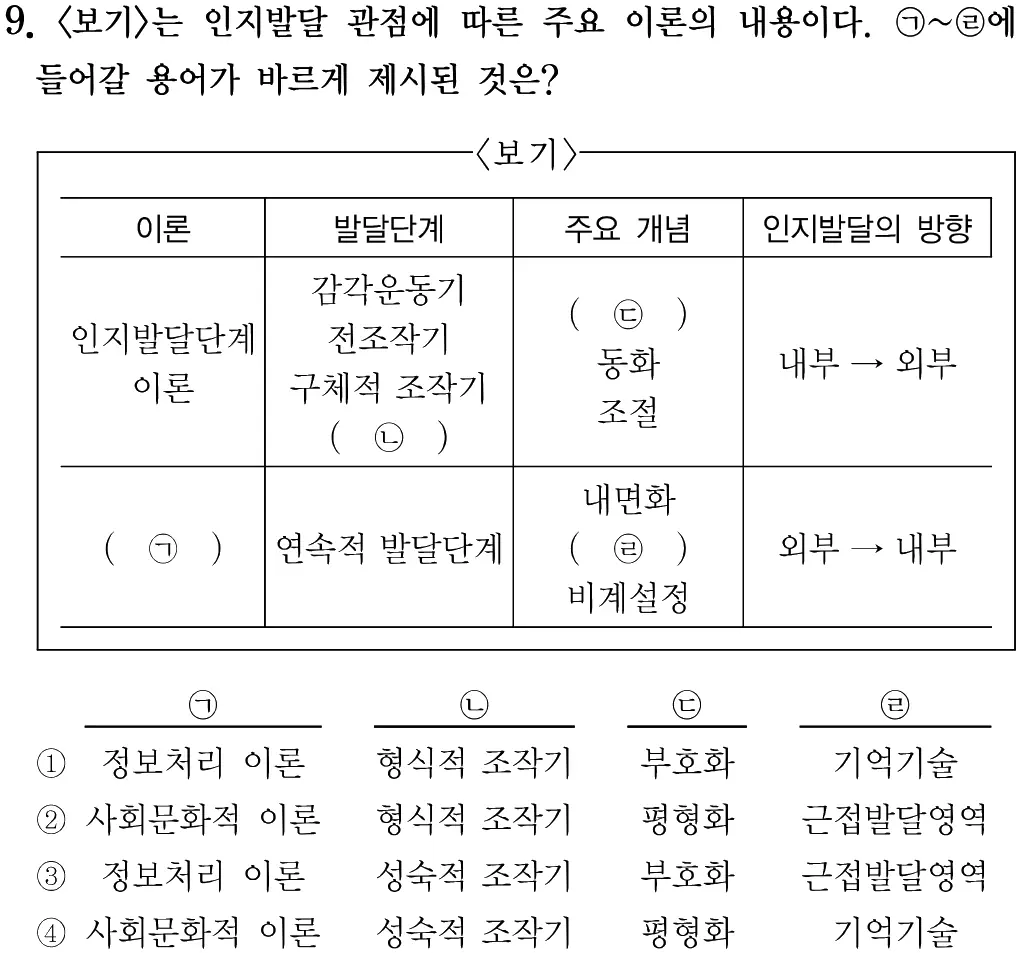 9. 〈보기〉는 인지발달 관점에 따른 주요 이론의 내용이다. ㉠~㉣에
들어갈 용어가 바르게 제시된 것은?
〈보기〉
이론 발달단계 주요 개념 인지발달의 방향
인지발달단계
이론
감각운동기
전조작기
구체적 조작기
( ㉡ )
( ㉢ )
동화
조절
내부 → 외부
( ㉠ )
연속적 발달단계
내면화
( ㉣ )
비계설정
외부 → 내부
㉠ ㉡ ㉢ ㉣
① 정보처리 이론 형식적 조작기 부호화 기억기술
② 사회문화적 이론 형식적 조작기 평형화 근접발달영역
③ 정보처리 이론 성숙적 조작기 부호화 근접발달영역
④ 사회문화적 이론 성숙적 조작기 평형화 기억기술